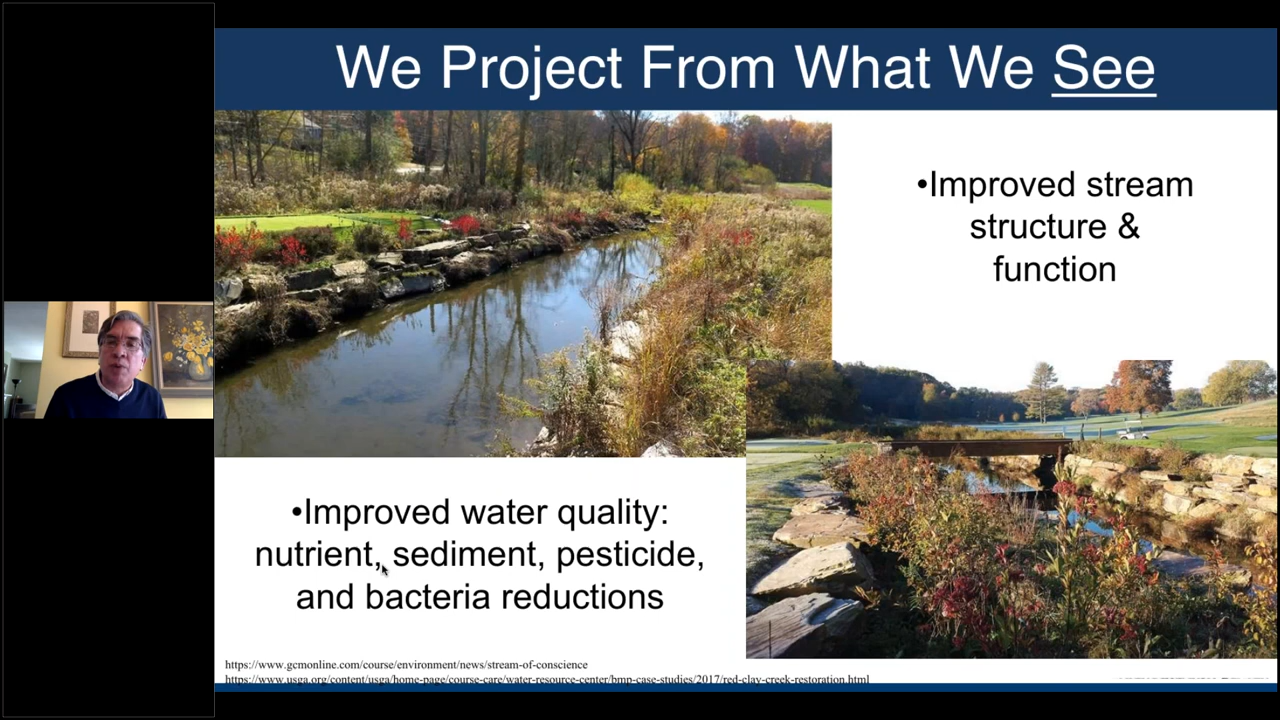 We Project From What We See
•Improved stream
structure &
function
•Improved water quality:
nutrient, sediment, pesticide,
and bacteria reductions
https://www.gcmonline.com/course/environment/news/stream-of-conscience
https://www.usga.org/content/usga/home-page/course-care/water-resource-center/bmp-case-studies/2017/red-clay-creek-restoration.html